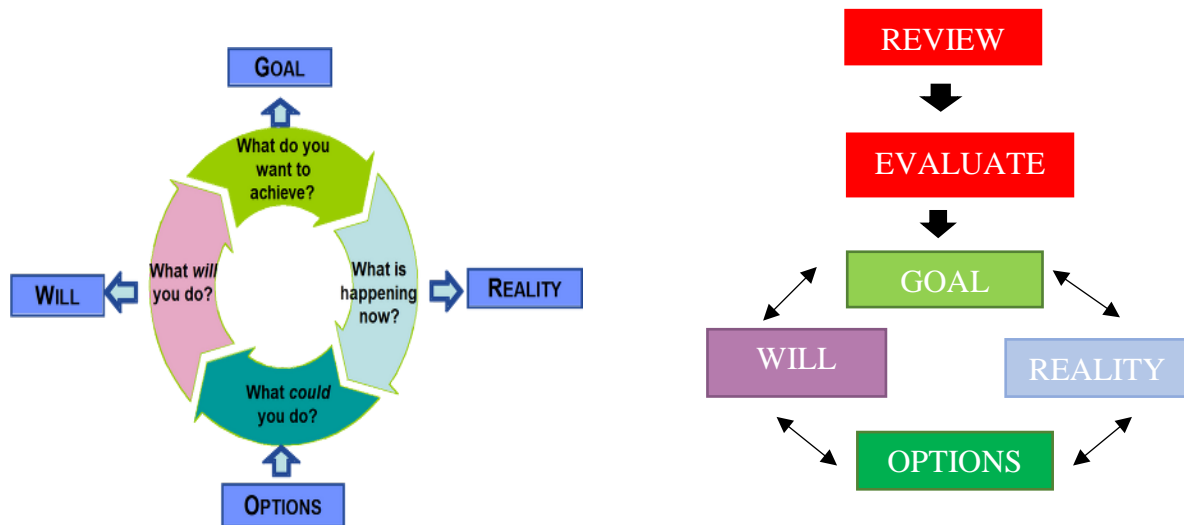 GOAL
What do you
want to
achieve?
WILL
What will
you do?
What is
happening
now?
REALITY
What could
you do?
OPTIONS
REVIEW
EVALUATE
GOAL
WILL
REALITY
OPTIONS